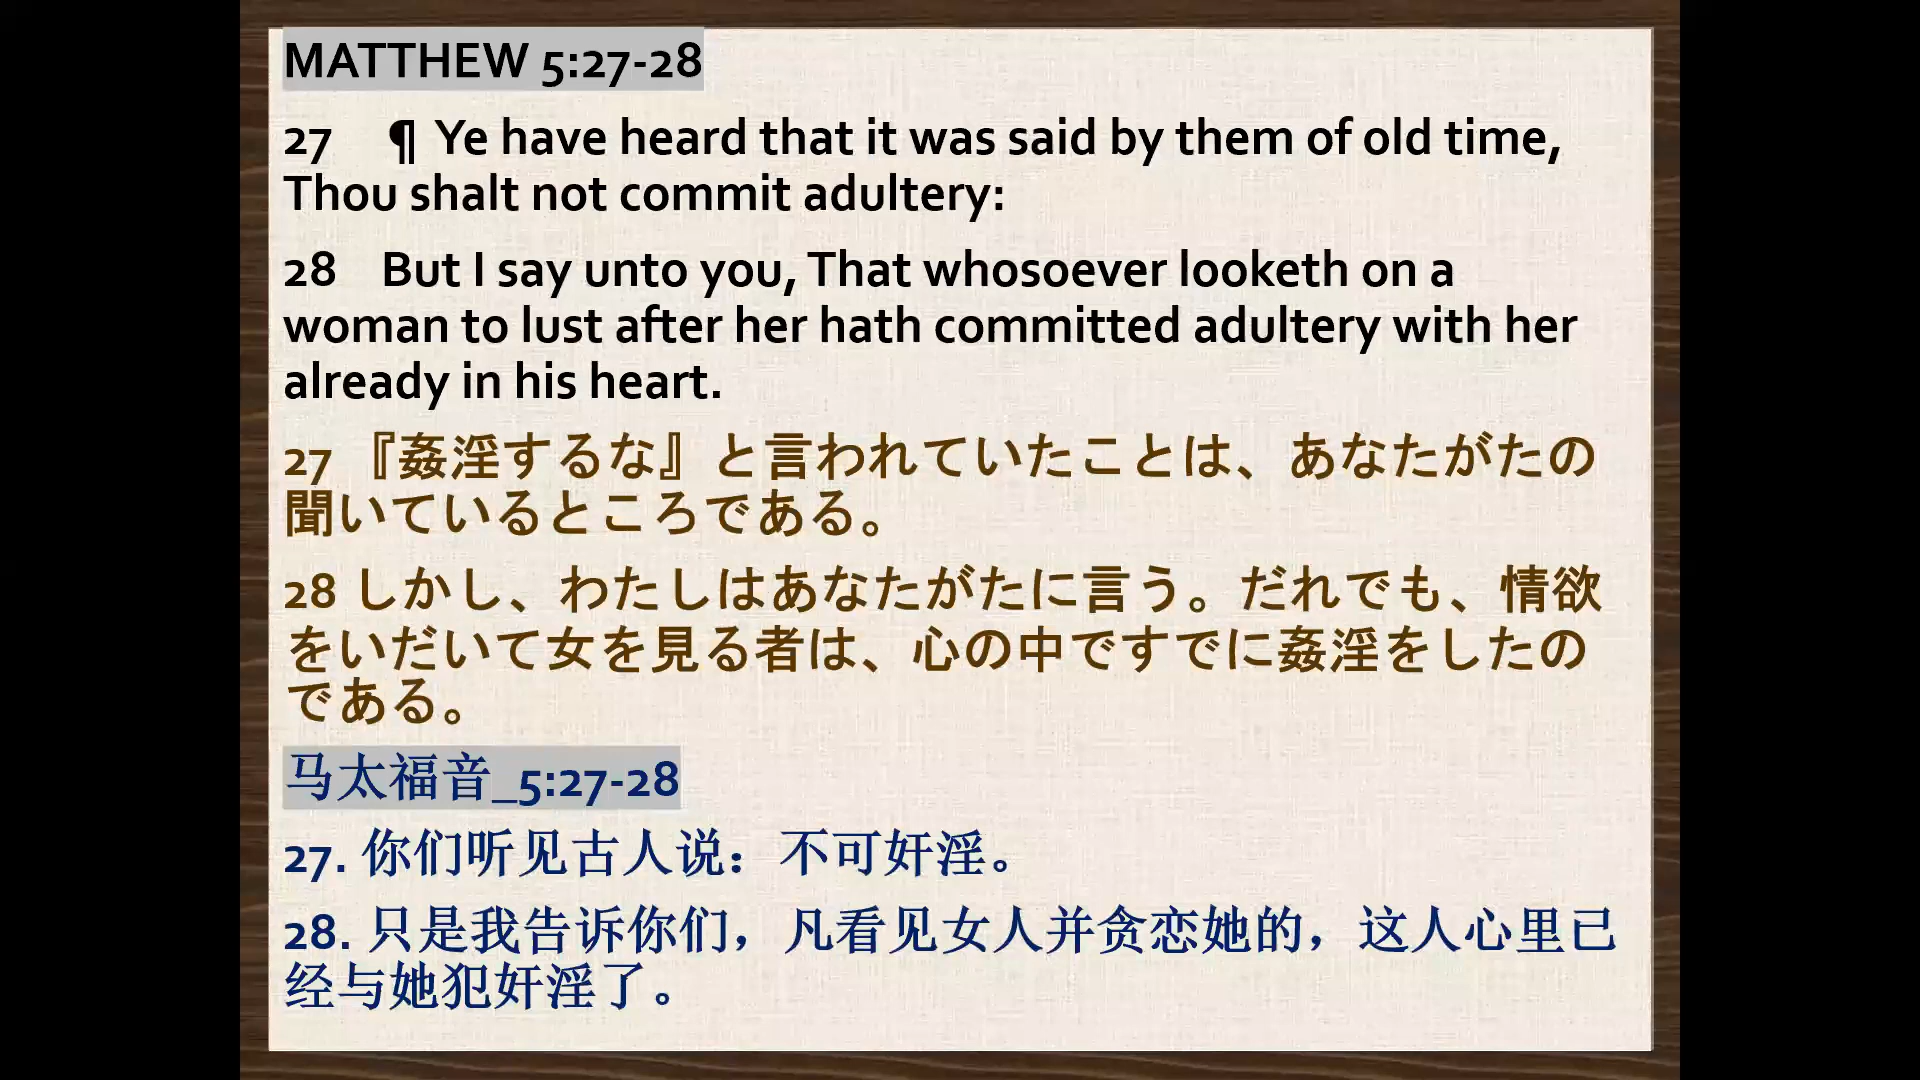 MATTHEW 5:27-28
27 ¶ Ye have heard that it was said by them of old time,
Thou shalt not commit adultery:
28 But I say unto you, That whosoever looketh on a
woman to lust after her hath committed adultery with her
already in his heart.
27 『姦淫するな』と言われていたことは、あなたがたの
聞いているところである。
28 しかし、わたしはあなたがたに言う。だれでも、情欲
をいだいて女を見る者は、心の中ですでに姦淫をしたの
である。
马太福音_5:27-28
27. 你们听见古人说：不可奸淫。
28. 只是我告诉你们，凡看见女人并贪恋她的，这人心里已
经与她犯奸淫了。